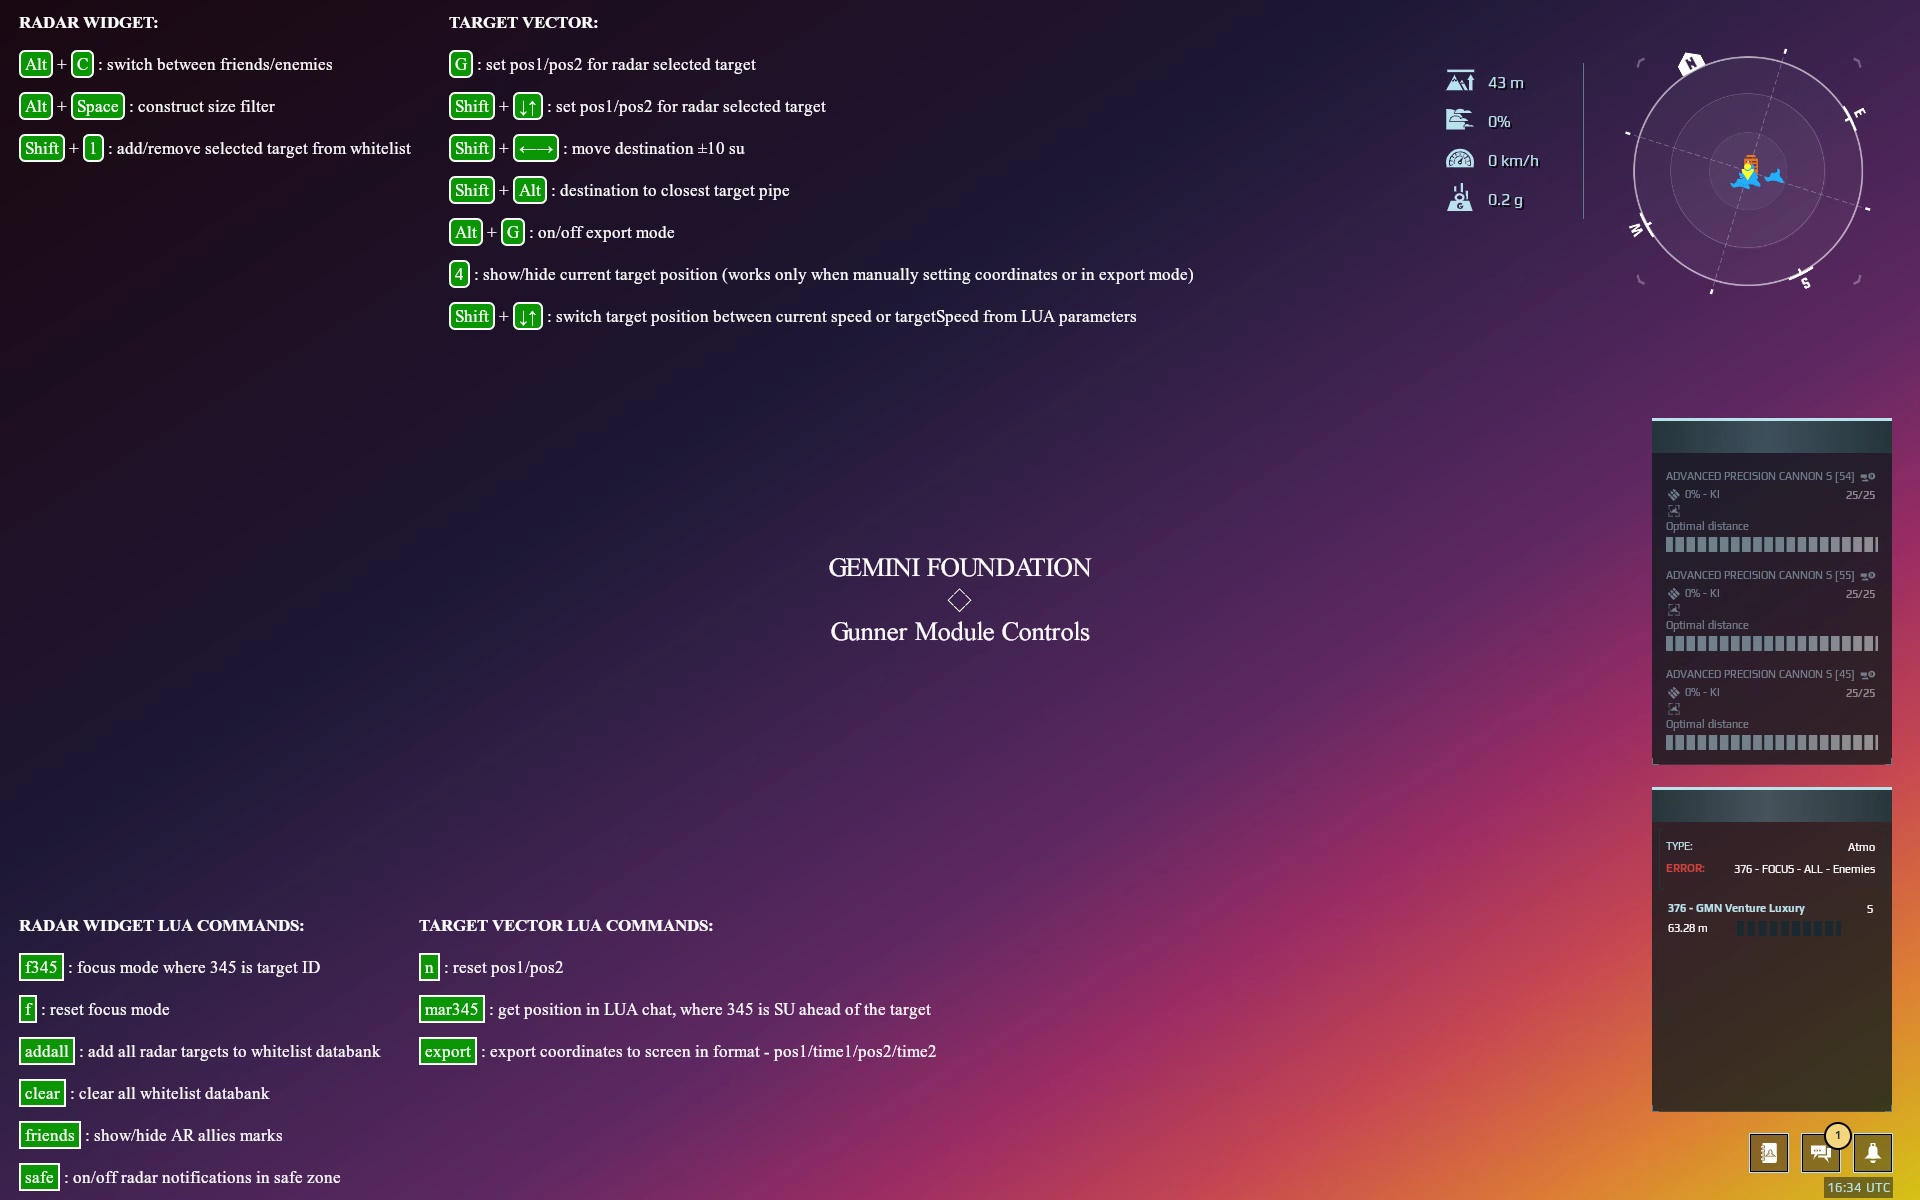 RADAR WIDGET:
Alt + C : switch between friends/enemies
Alt + Space : construct size filter
Shift + 1 : add/remove selected target from whitelist
TARGET VECTOR:
G : set pos1/pos2 for radar selected target
Shift + ↓↑ : set pos1/pos2 for radar selected target
Shift + ←→ : move destination ±10 su
Shift + Alt : destination to closest target pipe
Alt + G : on/off export mode
4 : show/hide current target position (works only when manually setting coordinates or in export mode)
Shift + ↓↑ : switch target position between current speed or targetSpeed from LUA parameters
43 m
0%
0 km/h
G
0.2 g
N
E
W
S
GEMINI FOUNDATION
Gunner Module Controls
ADVANCED PRECISION CANNON S [54]
0% - KI 25/25
Optimal distance
ADVANCED PRECISION CANNON S [55]
0% - KI 25/25
Optimal distance
ADVANCED PRECISION CANNON S [45]
0% - KI 25/25
Optimal distance
TYPE: Atmo
ERROR: 376 - FOCUS - ALL - Enemies
376 - GMN Venture Luxury S
63.28 m
RADAR WIDGET LUA COMMANDS:
f345 : focus mode where 345 is target ID
f : reset focus mode
addall : add all radar targets to whitelist databank
clear : clear all whitelist databank
friends : show/hide AR allies marks
safe : on/off radar notifications in safe zone
TARGET VECTOR LUA COMMANDS:
n : reset pos1/pos2
mar345 : get position in LUA chat, where 345 is SU ahead of the target
export : export coordinates to screen in format - pos1/time1/pos2/time2
1
16:34 UTC